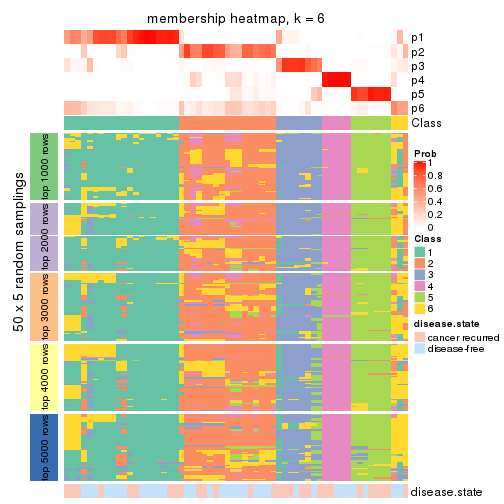 membership heatmap, k = 6
p1
p2
p3
p4
p5
p6
Class
50 x 5 random samplings
top 1000 rows
top 2000 rows
top 3000 rows
top 4000 rows
top 5000 rows
Prob
1
0.8
0.6
0.4
0.2
0
Class
1
2
3
4
5
6
disease.state
cancer recurred
disease-free
disease.state